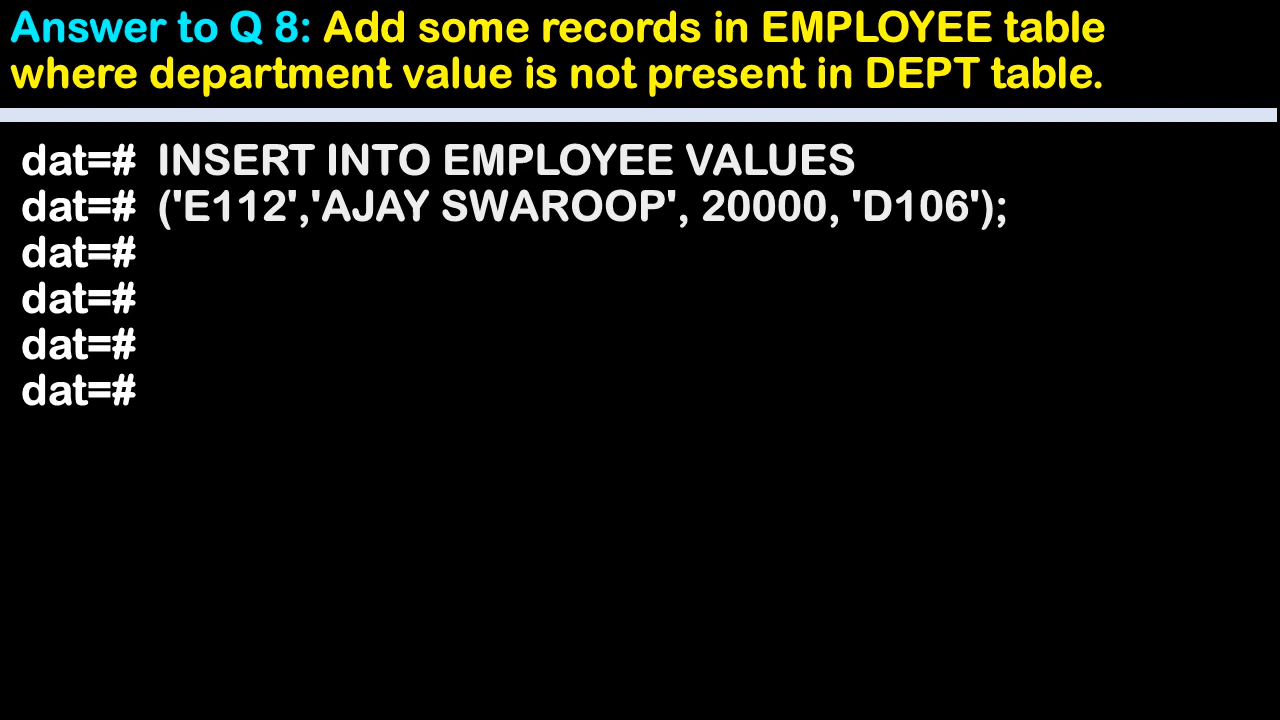 Answer to Q 8: Add some records in EMPLOYEE table
where department value is not present in DEPT table.
dat=# INSERT INTO EMPLOYEE VALUES
dat=# ('E112','AJAY SWAROOP', 20000, 'D106');
dat=#
dat=#
dat=#
dat=#